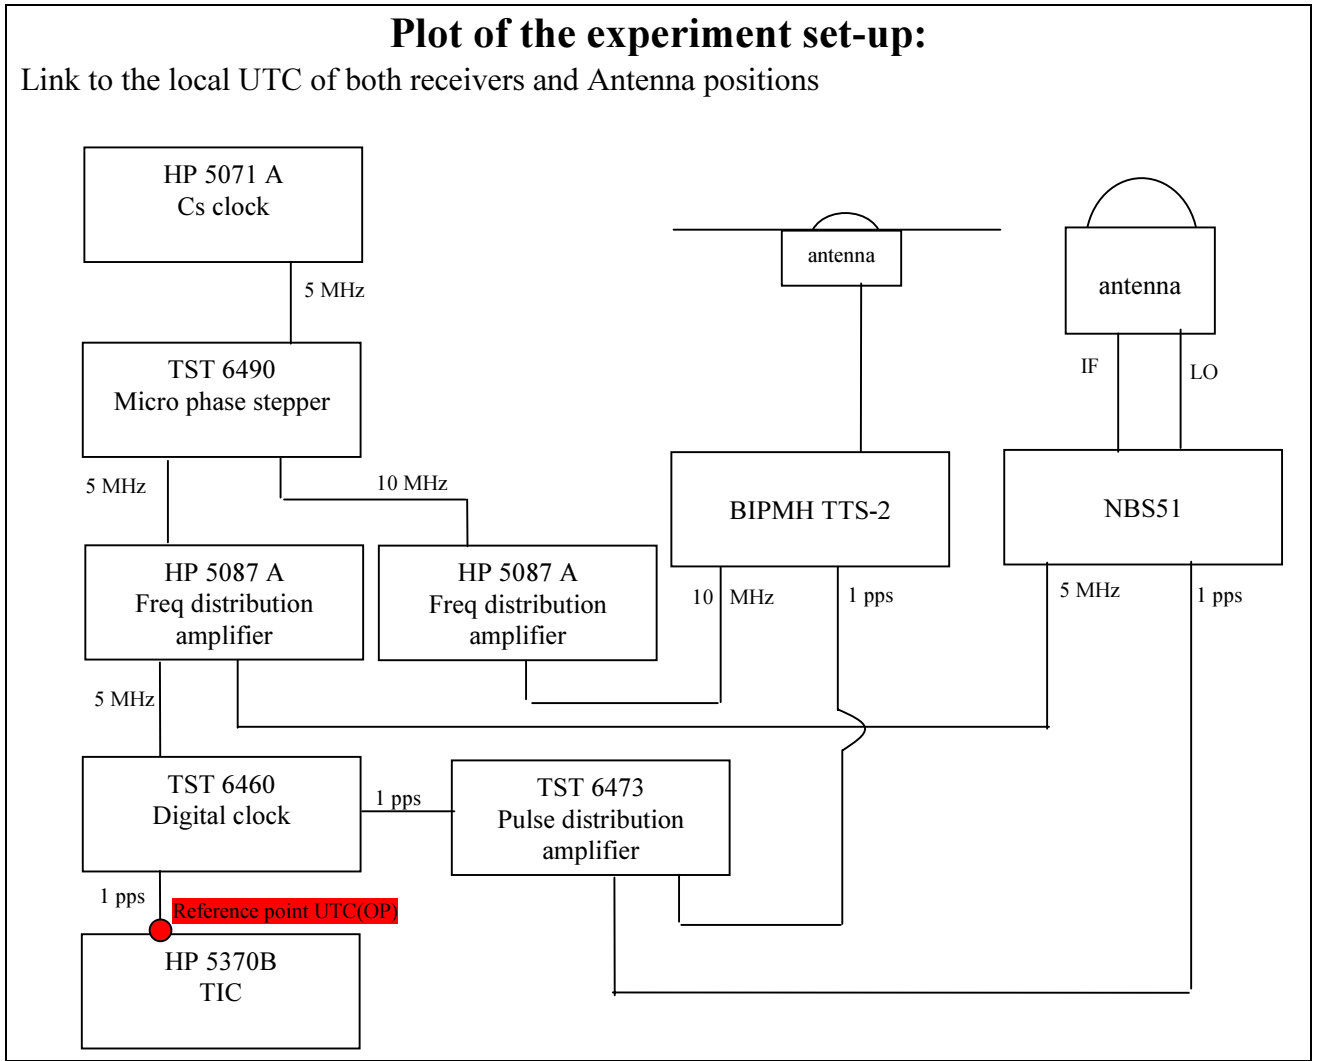 Plot of the experiment set-up:
Link to the local UTC of both receivers and Antenna positions
HP 5071 A
Cs clock
5 MHz
TST 6490
Micro phase stepper
5 MHz
10 MHz
HP 5087 A
Freq distribution
amplifier
HP 5087 A
Freq distribution
amplifier
5 MHz
TST 6460
Digital clock
1 pps
TST 6473
Pulse distribution
amplifier
1 pps
Reference point UTC(OP)
HP 5370B
TIC
antenna
BIPMH TTS-2
10 MHz
1 pps
antenna
IF
LO
NBS51
5 MHz
1 pps